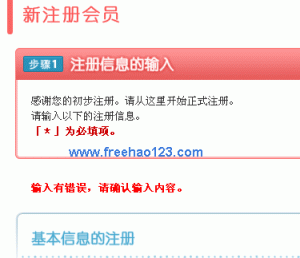 新注册会员
步骤1 注册信息的输入
感谢您的初步注册。请从这里开始正式注册。
请输入以下的注册信息。
「＊」为必填项。
www.freehao123.com
输入有错误，请确认输入内容。
基本信息的注册